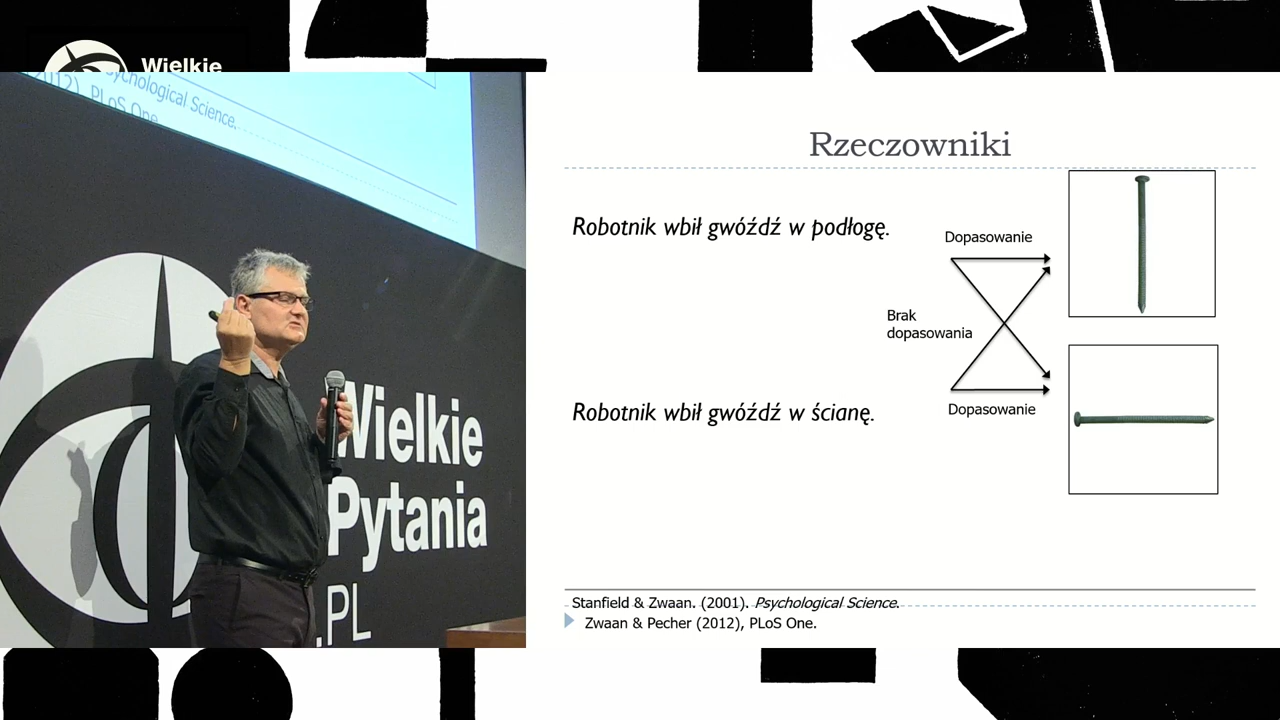 Wielkie
Psychological Science.
2012), PLoS One.
Wielkie
Pytania
.PL
Rzeczowniki
Robotnik wbił gwóźdź w podłogę.
Dopasowanie
Brak
dopasowania
Robotnik wbił gwóźdź w ścianę.
Dopasowanie
Stanfield & Zwaan. (2001). Psychological Science.
Zwaan & Pecher (2012), PLoS One.